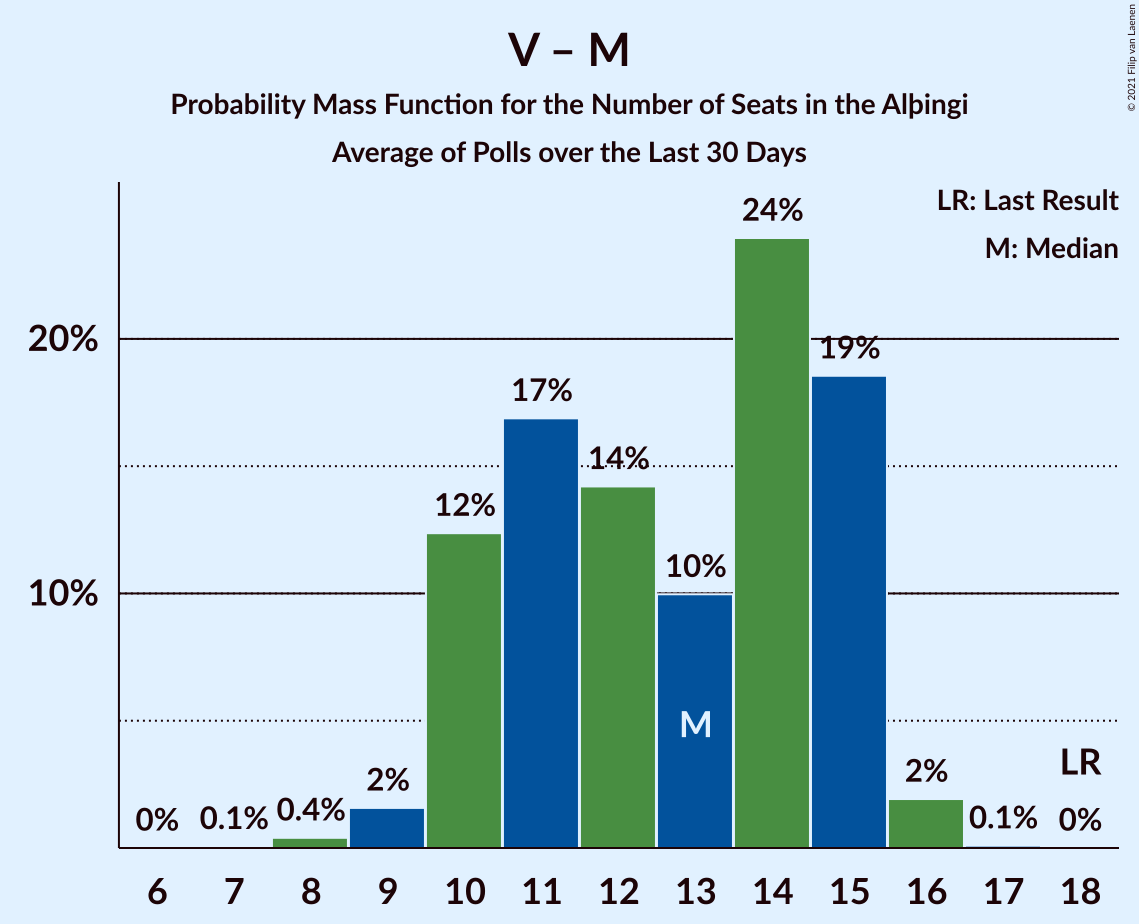 V – M
Probability Mass Function for the Number of Seats in the Alþingi
Average of Polls over the Last 30 Days
© 2021 Filip van Laenen
LR: Last Result
M: Median
20%
10%
0%
0.1%
0.4%
2%
12%
17%
14%
10%
24%
19%
2%
0.1%
0%
M
LR
6 7 8 9 10 11 12 13 14 15 16 17 18